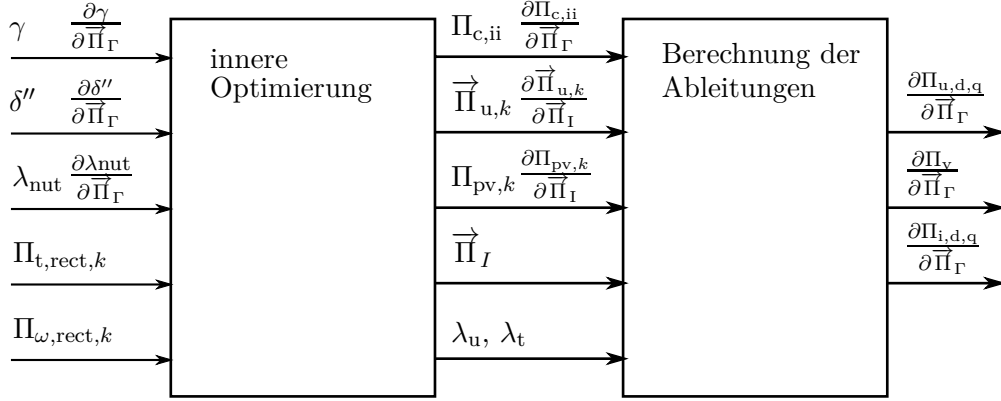 γ ∂γ/∂Π⃗_Γ
δ'' ∂δ''/∂Π⃗_Γ
λ_nut ∂λnut/∂Π⃗_Γ
Π_t,rect,k
Π_ω,rect,k
innere
Optimierung
Π_c,ii ∂Π_c,ii/∂Π⃗_Γ
Π⃗_u,k ∂Π⃗_u,k/∂Π⃗_I
Π_pv,k ∂Π_pv,k/∂Π⃗_I
Π⃗_I
λ_u, λ_t
Berechnung der
Ableitungen
∂Π_u,d,q/∂Π⃗_Γ
∂Π_v/∂Π⃗_Γ
∂Π_i,d,q/∂Π⃗_Γ